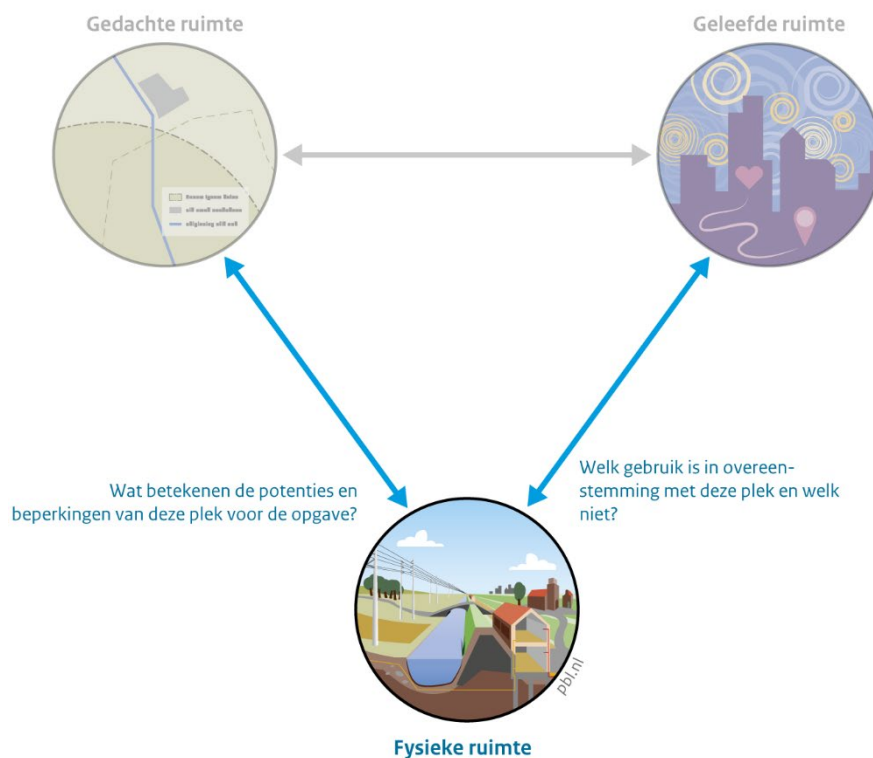 Gedachte ruimte
Geleefde ruimte
Wat betekenen de potenties en
beperkingen van deze plek voor de opgave?
Welk gebruik is in overeen-
stemming met deze plek en welk
niet?
pbl.nl
Fysieke ruimte